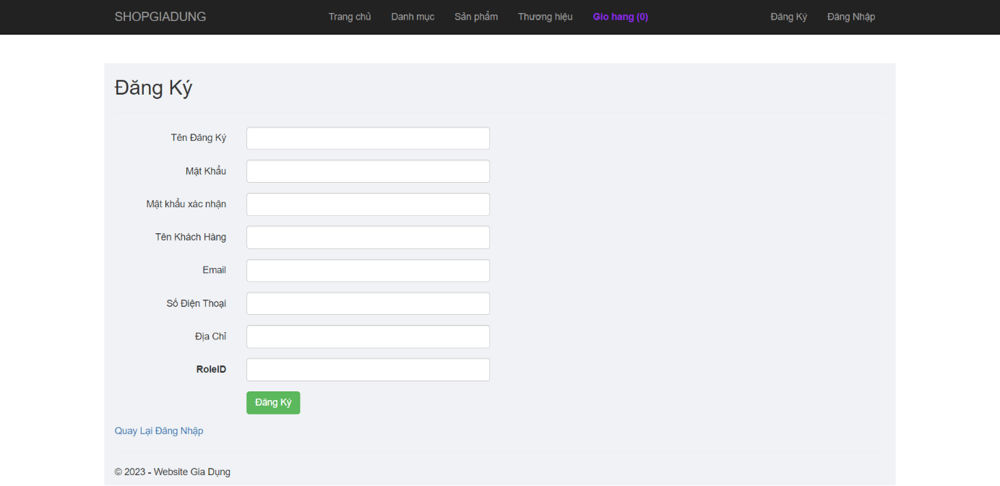 SHOPGIADUNG Trang chủ Danh mục Sản phẩm Thương hiệu Gio hang (0) Đăng Ký Đăng Nhập
Đăng Ký
Tên Đăng Ký
Mật Khẩu
Mật khẩu xác nhận
Tên Khách Hàng
Email
Số Điện Thoại
Địa Chỉ
RoleID
Đăng Ký
Quay Lại Đăng Nhập
© 2023 - Website Gia Dụng